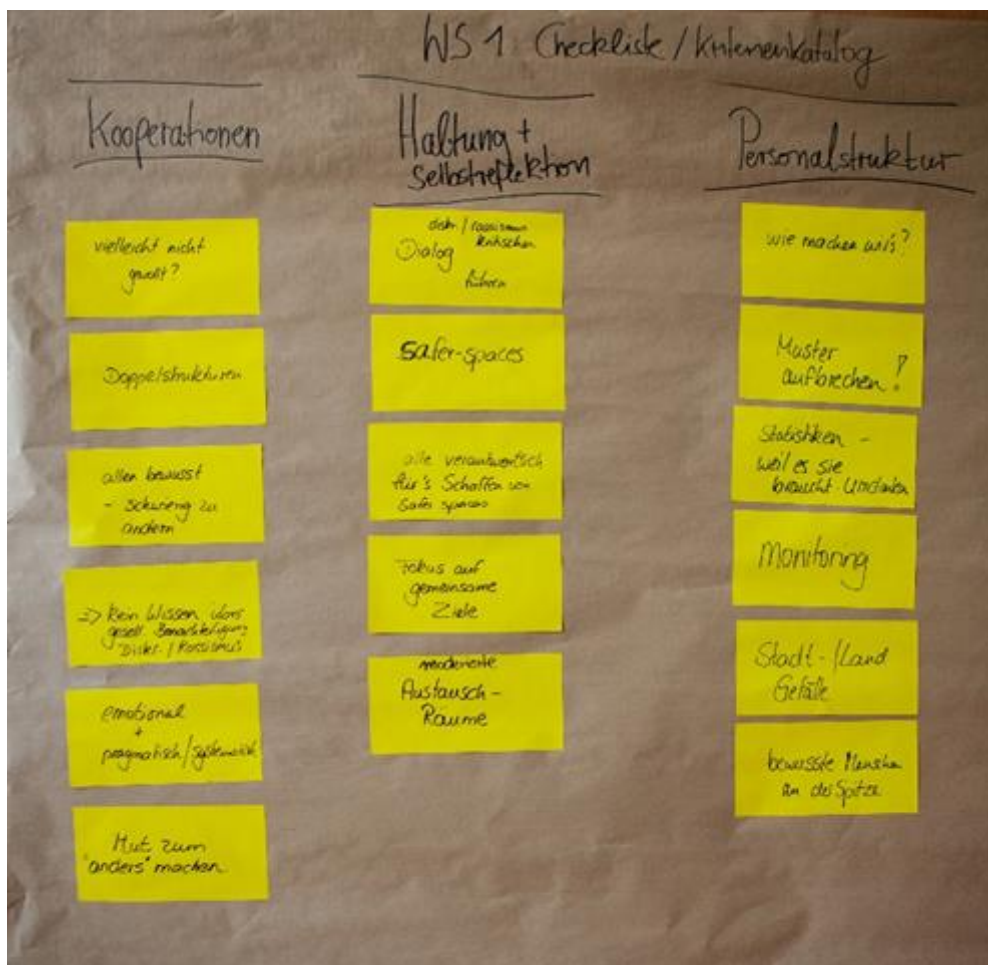 WS 1 Checkliste / Kriterienkatalog
Kooperationen
vielleicht nicht
gewollt?
Doppelstrukturen
allen bewusst
- schwierig zu
ändern
=> Kein Wissen über
gesell. Benachteiligung
Diskr. / Rassismus
emotional
+
pragmatisch/systematisch
Mut zum
"anders" machen
Haltung +
Selbstreflektion
diskr / rassismus
kritischen
Dialog
führen
safer-spaces
alle verantwortlich
für's Schaffen von
Safer spaces
Fokus auf
gemeinsame
Ziele
moderierte
Austausch-
Räume
Personalstruktur
wie machen wir's?
Muster
aufbrechen!
Statistiken -
weil es sie
braucht
Monitoring
Stadt-/Land
Gefälle
bewusste Menschen
an der Spitze